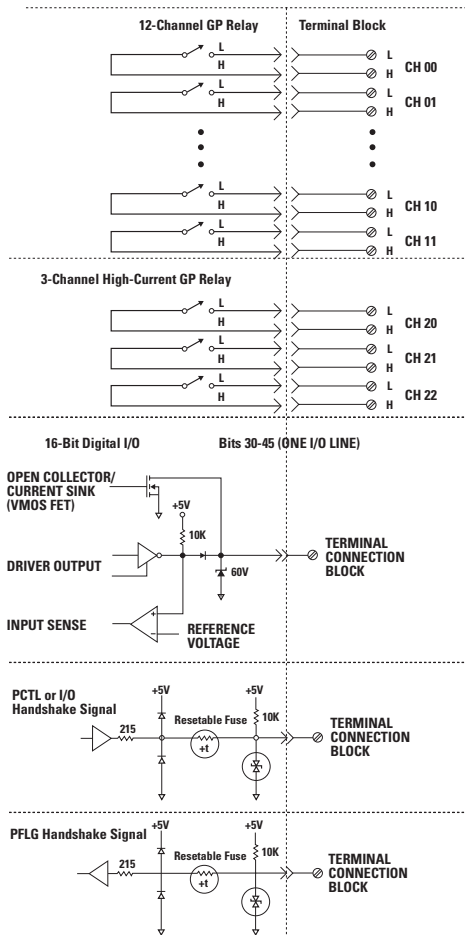 12-Channel GP Relay Terminal Block
L L
H H CH 00
L L
H H CH 01
L L
H H CH 10
L L
H H CH 11
3-Channel High-Current GP Relay
L L
H H CH 20
L L
H H CH 21
L L
H H CH 22
16-Bit Digital I/O Bits 30-45 (ONE I/O LINE)
OPEN COLLECTOR/
CURRENT SINK
(VMOS FET)
+5V
10K
DRIVER OUTPUT
60V
TERMINAL
CONNECTION
BLOCK
INPUT SENSE
+
–
REFERENCE
VOLTAGE
PCTL or I/O
Handshake Signal
+5V +5V
215
Resetable Fuse
10K
+t
TERMINAL
CONNECTION
BLOCK
PFLG Handshake Signal
+5V +5V
215
Resetable Fuse
10K
+t
TERMINAL
CONNECTION
BLOCK